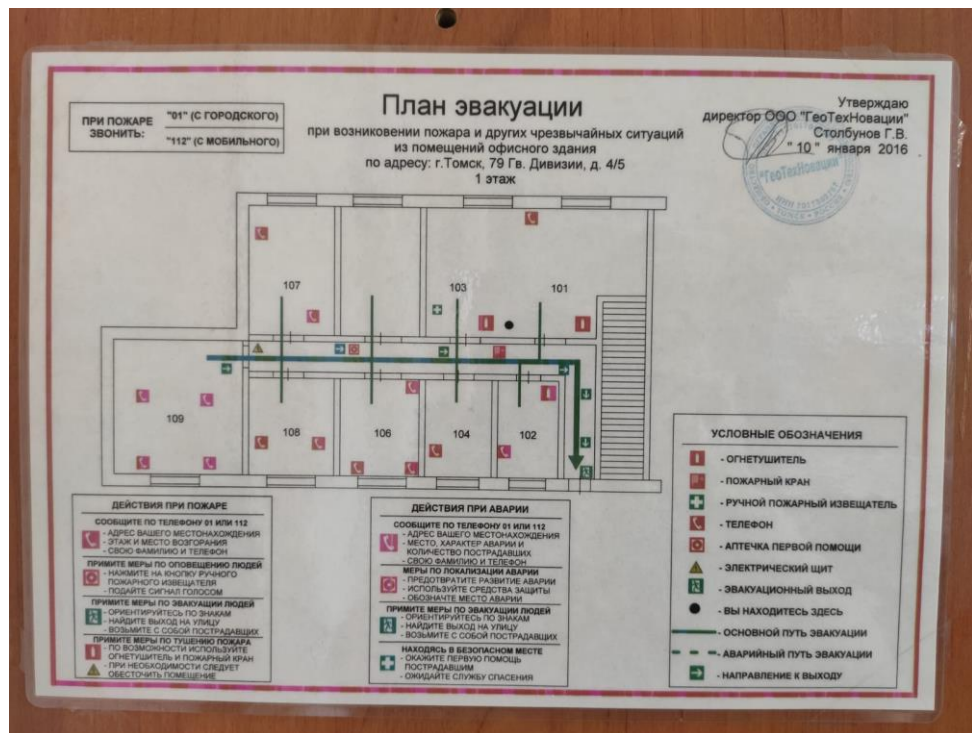 ПРИ ПОЖАРЕ
ЗВОНИТЬ:
"01" (С ГОРОДСКОГО)
"112" (С МОБИЛЬНОГО)
План эвакуации
при возниковении пожара и других чрезвычайных ситуаций
из помещений офисного здания
по адресу: г.Томск, 79 Гв. Дивизии, д. 4/5
1 этаж
Утверждаю
директор ООО "ГеоТехНовации"
Столбунов Г.В.
" 10 " января 2016
"ГеоТехНовации"
107
103
101
109
108
106
104
102
ДЕЙСТВИЯ ПРИ ПОЖАРЕ
СООБЩИТЕ ПО ТЕЛЕФОНУ 01 ИЛИ 112
- АДРЕС ВАШЕГО МЕСТОНАХОЖДЕНИЯ
- ЭТАЖ И МЕСТО ВОЗГОРАНИЯ
- СВОЮ ФАМИЛИЮ И ТЕЛЕФОН
ПРИМИТЕ МЕРЫ ПО ОПОВЕЩЕНИЮ ЛЮДЕЙ
- НАЖМИТЕ НА КНОПКУ РУЧНОГО
ПОЖАРНОГО ИЗВЕЩАТЕЛЯ
- ПОДАЙТЕ СИГНАЛ ГОЛОСОМ
ПРИМИТЕ МЕРЫ ПО ЭВАКУАЦИИ ЛЮДЕЙ
- ОРИЕНТИРУЙТЕСЬ ПО ЗНАКАМ
- НАЙДИТЕ ВЫХОД НА УЛИЦУ
- ВОЗЬМИТЕ С СОБОЙ ПОСТРАДАВШИХ
ПРИМИТЕ МЕРЫ ПО ТУШЕНИЮ ПОЖАРА
- ПО ВОЗМОЖНОСТИ ИСПОЛЬЗУЙТЕ
ОГНЕТУШИТЕЛЬ И ПОЖАРНЫЙ КРАН
- ПРИ НЕОБХОДИМОСТИ СЛЕДУЕТ
ОБЕСТОЧИТЬ ПОМЕЩЕНИЕ
ДЕЙСТВИЯ ПРИ АВАРИИ
СООБЩИТЕ ПО ТЕЛЕФОНУ 01 ИЛИ 112
- АДРЕС ВАШЕГО МЕСТОНАХОЖДЕНИЯ
- МЕСТО, ХАРАКТЕР АВАРИИ И
КОЛИЧЕСТВО ПОСТРАДАВШИХ
- СВОЮ ФАМИЛИЮ И ТЕЛЕФОН
МЕРЫ ПО ЛОКАЛИЗАЦИИ АВАРИИ
- ПРЕДОТВРАТИТЕ РАЗВИТИЕ АВАРИИ
- ИСПОЛЬЗУЙТЕ СРЕДСТВА ЗАЩИТЫ
- ОБОЗНАЧЬТЕ МЕСТО АВАРИИ
ПРИМИТЕ МЕРЫ ПО ЭВАКУАЦИИ ЛЮДЕЙ
- ОРИЕНТИРУЙТЕСЬ ПО ЗНАКАМ
- НАЙДИТЕ ВЫХОД НА УЛИЦУ
- ВОЗЬМИТЕ С СОБОЙ ПОСТРАДАВШИХ
НАХОДЯСЬ В БЕЗОПАСНОМ МЕСТЕ
- ОКАЖИТЕ ПЕРВУЮ ПОМОЩЬ
ПОСТРАДАВШИМ
- ОЖИДАЙТЕ СЛУЖБУ СПАСЕНИЯ
УСЛОВНЫЕ ОБОЗНАЧЕНИЯ
- ОГНЕТУШИТЕЛЬ
- ПОЖАРНЫЙ КРАН
- РУЧНОЙ ПОЖАРНЫЙ ИЗВЕЩАТЕЛЬ
- ТЕЛЕФОН
- АПТЕЧКА ПЕРВОЙ ПОМОЩИ
- ЭЛЕКТРИЧЕСКИЙ ЩИТ
- ЭВАКУАЦИОННЫЙ ВЫХОД
- ВЫ НАХОДИТЕСЬ ЗДЕСЬ
- ОСНОВНОЙ ПУТЬ ЭВАКУАЦИИ
- АВАРИЙНЫЙ ПУТЬ ЭВАКУАЦИИ
- НАПРАВЛЕНИЕ К ВЫХОДУ